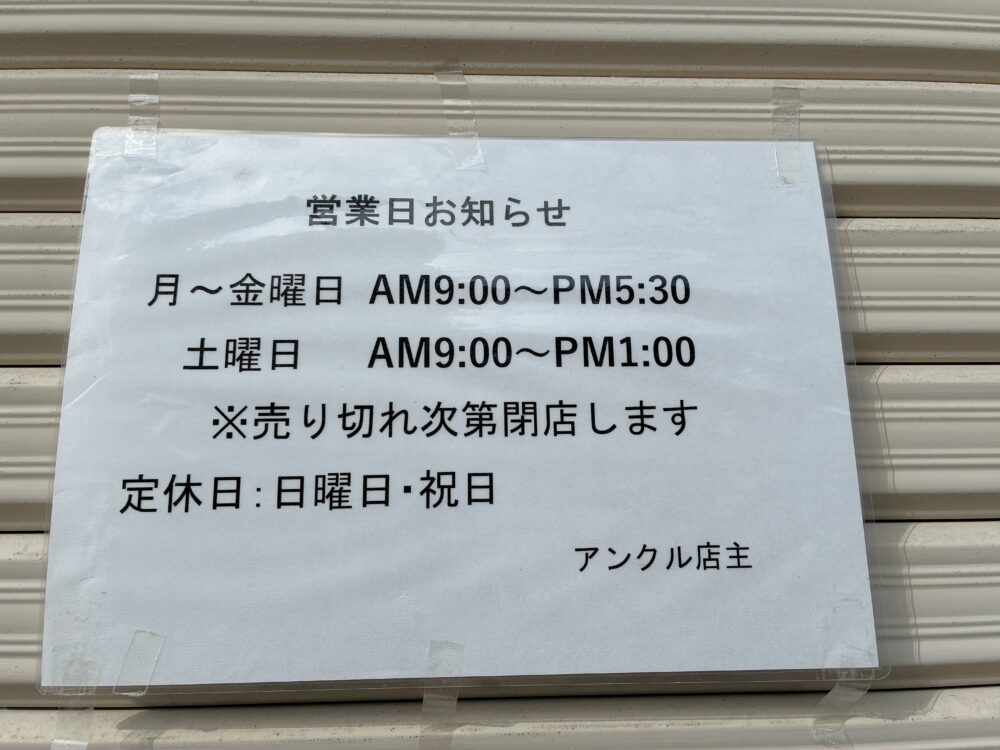 営業日お知らせ
月～金曜日 AM9:00～PM5:30
土曜日 AM9:00～PM1:00
※売り切れ次第閉店します
定休日:日曜日・祝日
アンクル店主